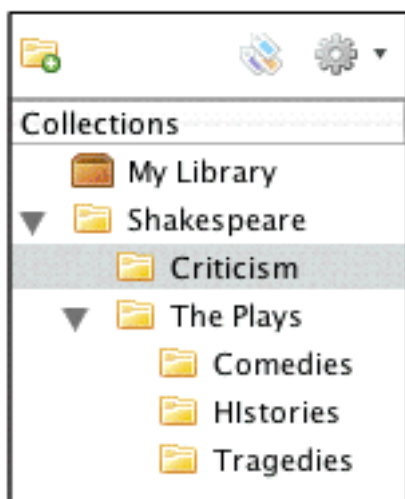 Collections
My Library
Shakespeare
Criticism
The Plays
Comedies
HIstories
Tragedies